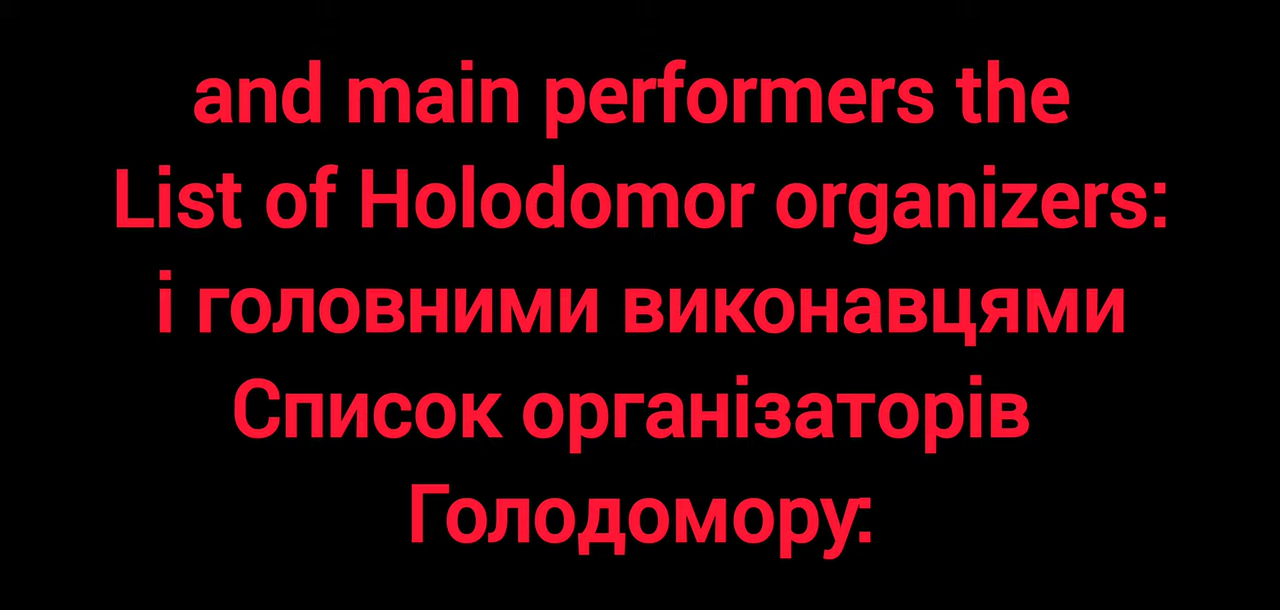 and main performers the
List of Holodomor organizers:
і головними виконавцями
Список організаторів
Голодомору: